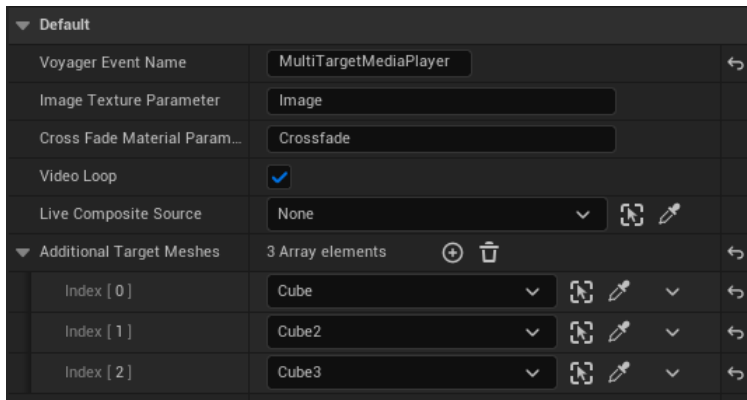 Default
Voyager Event Name MultiTargetMediaPlayer
Image Texture Parameter Image
Cross Fade Material Param... Crossfade
Video Loop
Live Composite Source None
Additional Target Meshes 3 Array elements
Index [ 0 ] Cube
Index [ 1 ] Cube2
Index [ 2 ] Cube3